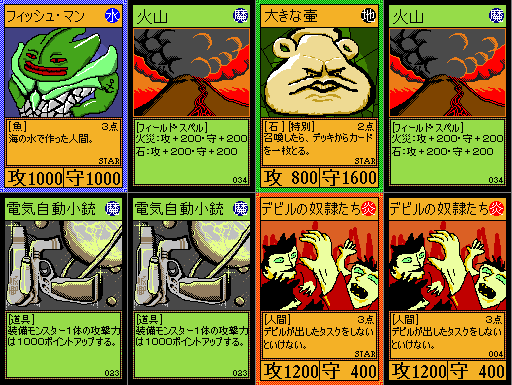 フィッシュ・マン 水
[魚] 3点
海の水で作った人間。
STAR
攻1000守1000
火山 魔
[フィールド・スペル]
火災:攻+200・守+200
石:攻+200・守+200
034
大きな壷 地
[石] [特別] 2点
召喚したら、デッキからカード
を一枚とる。
STAR
攻 800守1600
火山 魔
[フィールド・スペル]
火災:攻+200・守+200
石:攻+200・守+200
034
電気自動小銃 魔
[道具]
装備モンスター1体の攻撃力
は1000ポイントアップする。
023
電気自動小銃 魔
[道具]
装備モンスター1体の攻撃力
は1000ポイントアップする。
023
デビルの奴隷たち 炎
[人間] 3点
デビルが出したタスクをしない
といけない。
STAR
攻1200守 400
デビルの奴隷たち 炎
[人間] 3点
デビルが出したタスクをしない
といけない。
004
攻1200守 400